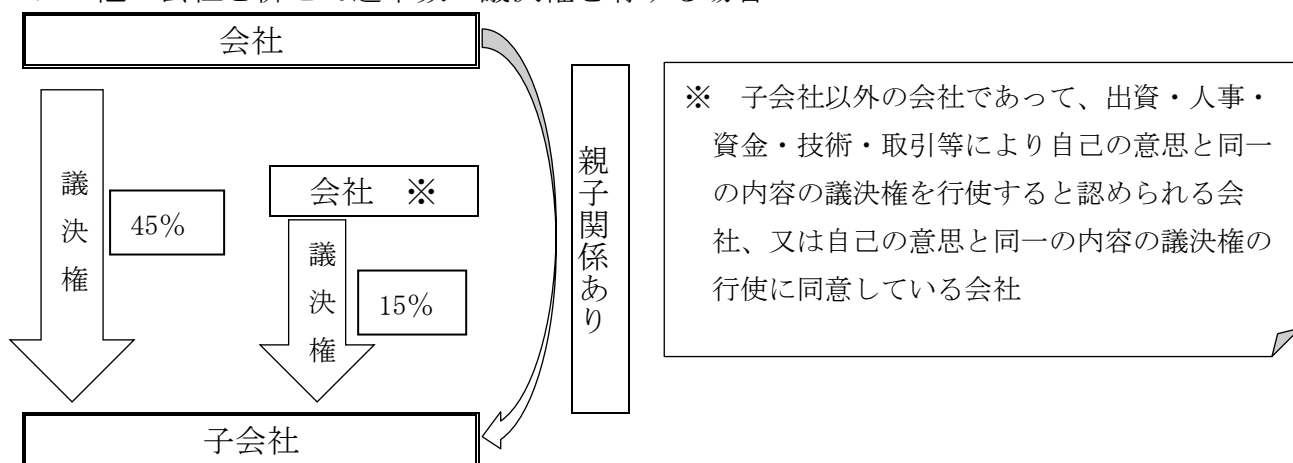 会社
議決権
45%
会社　※
議決権
15%
親子関係あり
子会社
※　子会社以外の会社であって、出資・人事・
資金・技術・取引等により自己の意思と同一
の内容の議決権を行使すると認められる会
社、又は自己の意思と同一の内容の議決権の
行使に同意している会社